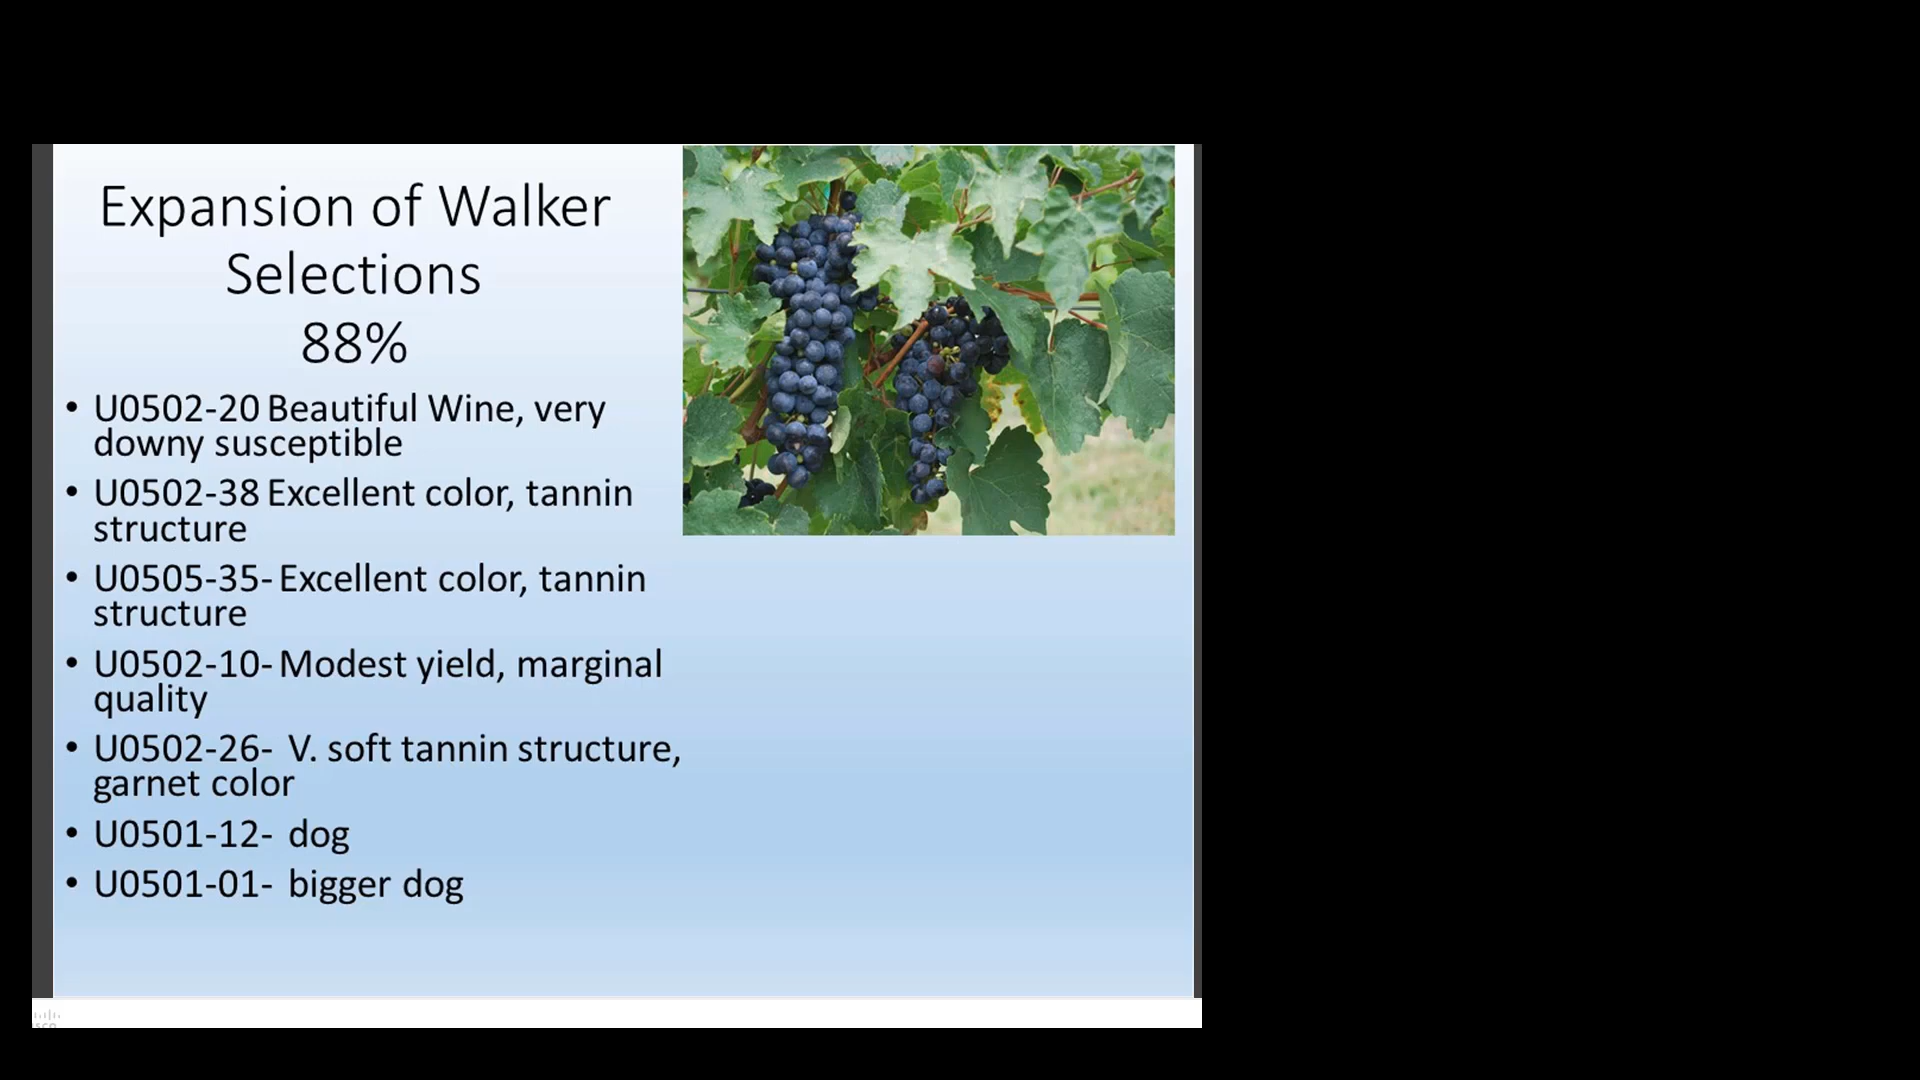 Expansion of Walker
Selections
88%
• U0502-20 Beautiful Wine, very
downy susceptible
• U0502-38 Excellent color, tannin
structure
• U0505-35- Excellent color, tannin
structure
• U0502-10- Modest yield, marginal
quality
• U0502-26- V. soft tannin structure,
garnet color
• U0501-12- dog
• U0501-01- bigger dog